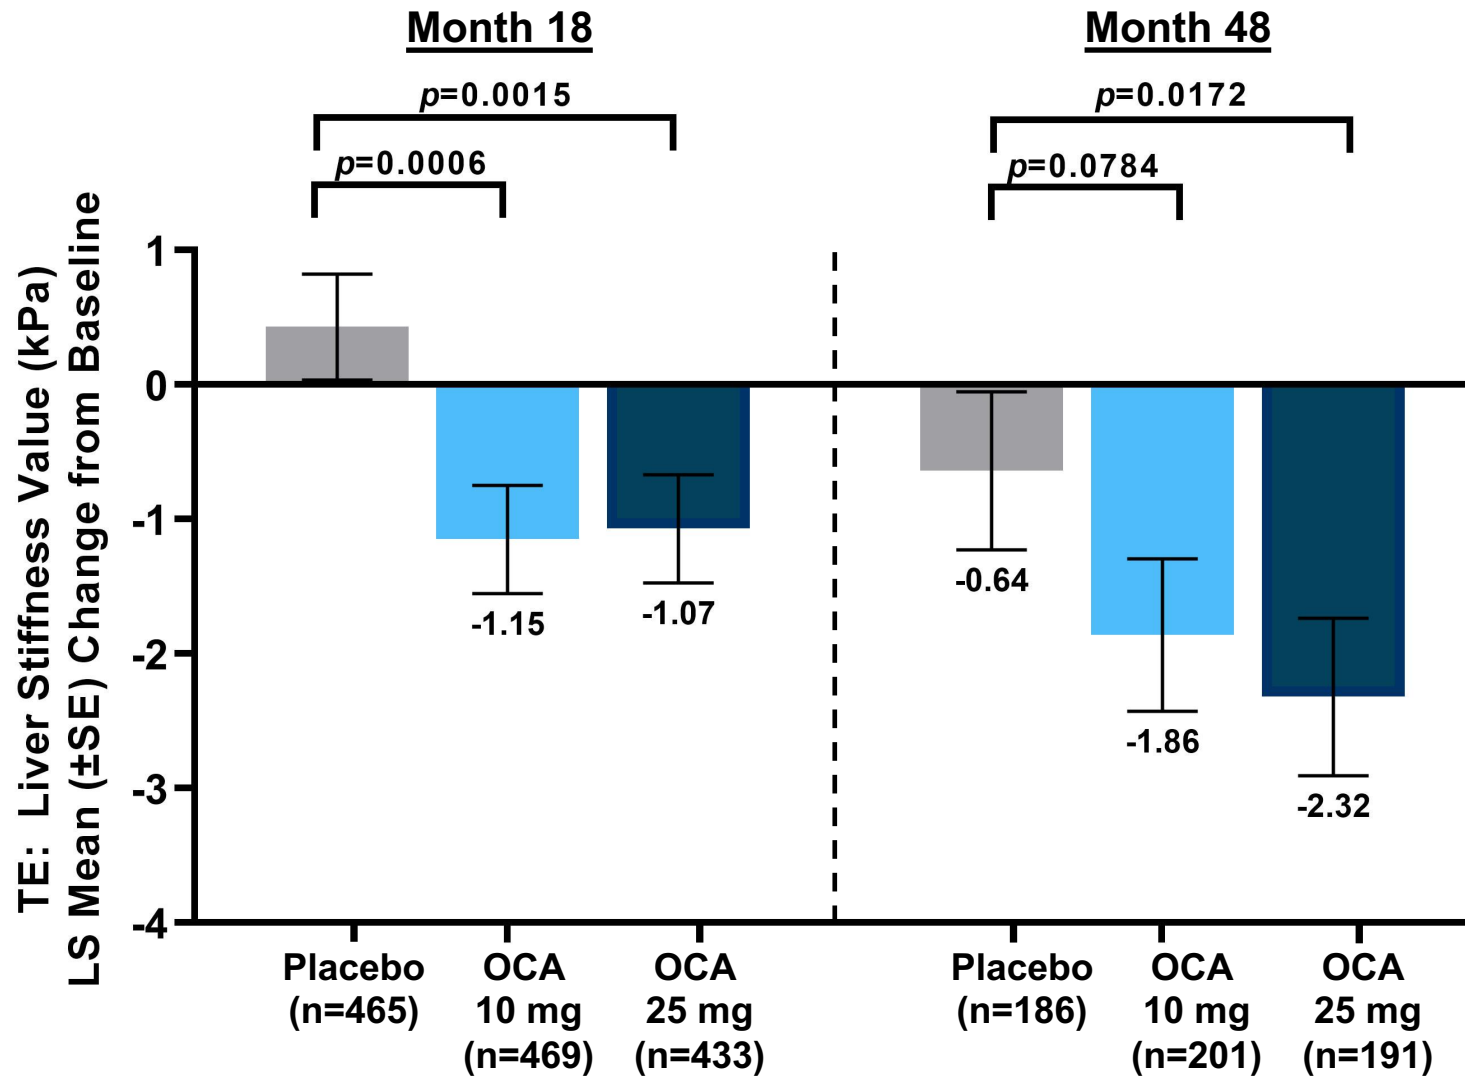 Month 18
Month 48
p=0.0015
p=0.0172
p=0.0006
p=0.0784
TE: Liver Stiffness Value (kPa)
LS Mean (±SE) Change from Baseline
1
0
-1
-2
-3
-4
-1.15
-1.07
-0.64
-1.86
-2.32
Placebo
(n=465)
OCA
10 mg
(n=469)
OCA
25 mg
(n=433)
Placebo
(n=186)
OCA
10 mg
(n=201)
OCA
25 mg
(n=191)